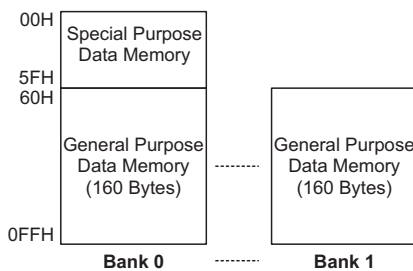 00H
Special Purpose
Data Memory
5FH
60H
General Purpose
Data Memory
(160 Bytes)
General Purpose
Data Memory
(160 Bytes)
0FFH
Bank 0
Bank 1